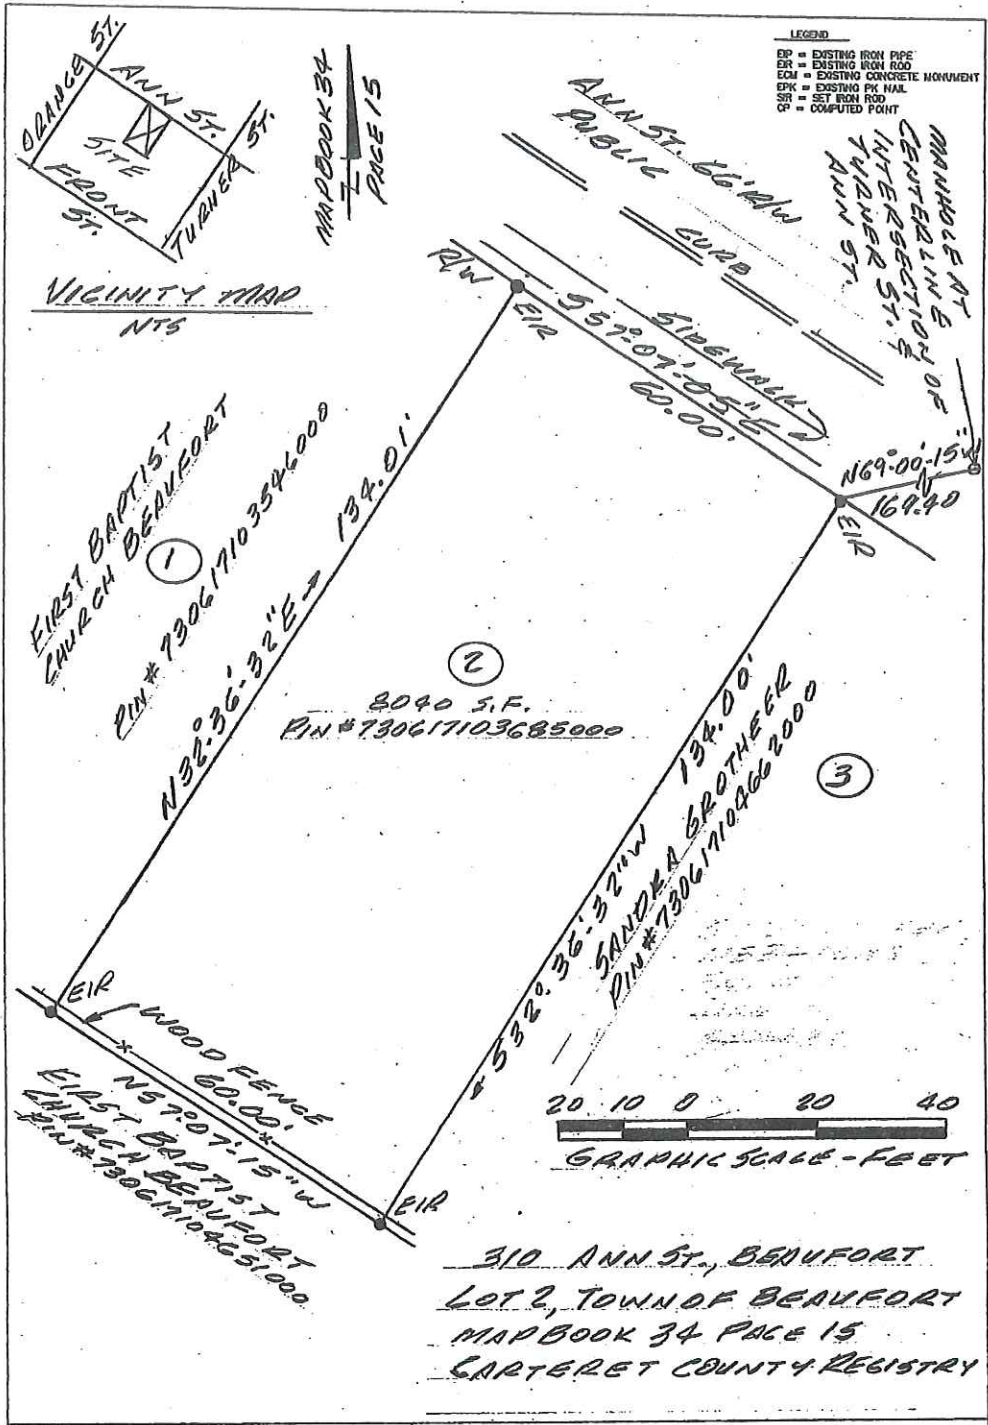 ORANGE ST.
ANN ST.
SITE
FRONT
ST.
TURNER ST.
VICINITY MAP
NTS
MAP BOOK 34
PAGE 15
LEGEND
EIP = EXISTING IRON PIPE
EIR = EXISTING IRON ROD
ECM = EXISTING CONCRETE MONUMENT
EPK = EXISTING PK NAIL
SIR = SET IRON ROD
CP = COMPUTED POINT
ANN ST. 66' R/W
PUBLIC
CURB
MANHOLE AT
CENTERLINE
INTERSECTION OF
TURNER ST. &
ANN ST.
R/W
EIR
SIDEWALK
S57°-07'-05"E
60.00'
N69°-00'-15"
169.40
EIR
FIRST BAPTIST
CHURCH BEAUFORT
1
PIN # 730617103546000
N32°-36'-32"E → 134.01'
2
8040 S.F.
PIN # 730617103685000
← S32°-36'-32"W 134.00'
SANDRA GROTHEER
PIN # 730617104662000
3
EIR
WOOD FENCE
60.00'
N57°-07'-15"W
FIRST BAPTIST
CHURCH BEAUFORT
PIN # 730617104651000
EIR
20 10 0 20 40
GRAPHIC SCALE - FEET
310 ANN ST., BEAUFORT
LOT 2, TOWN OF BEAUFORT
MAP BOOK 34 PAGE 15
CARTERET COUNTY REGISTRY